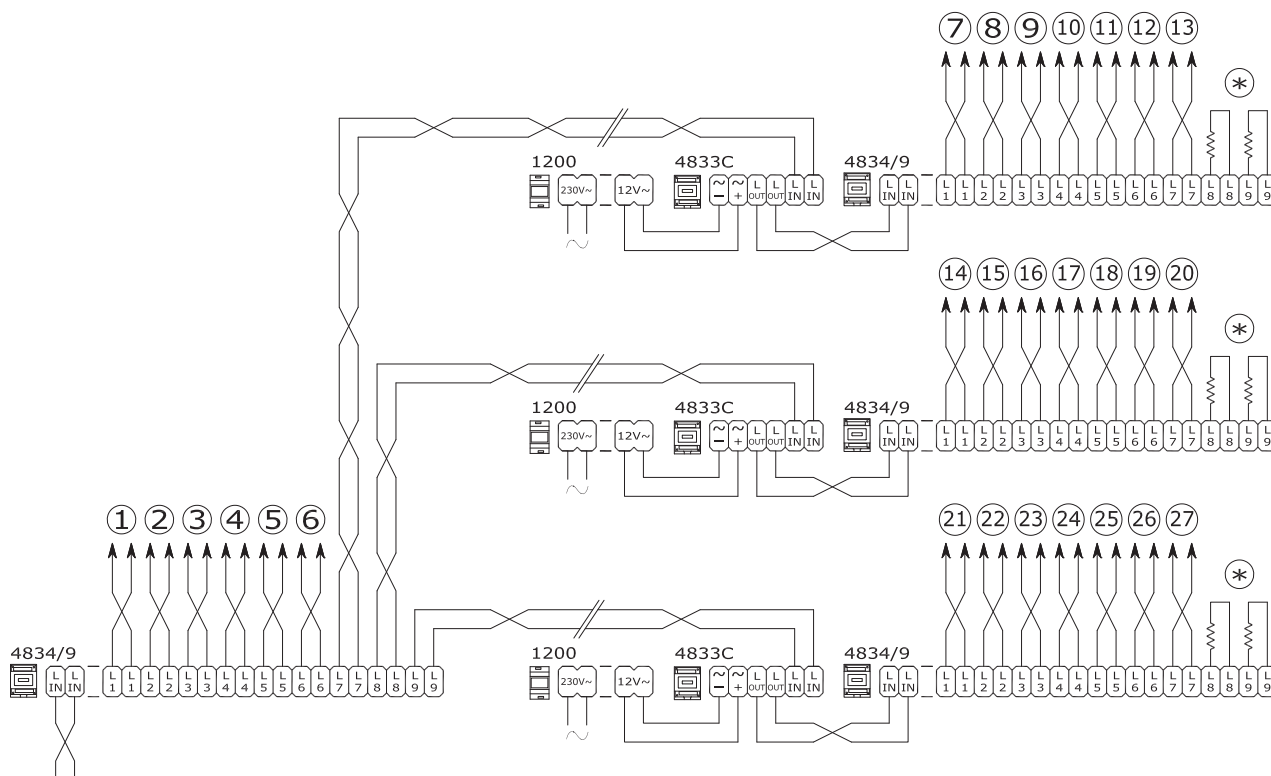 7 8 9 10 11 12 13
*
1200 4833C 4834/9
230V~ 12V~ ~ − ~ + L OUT L OUT L IN L IN L IN L IN L 1 L 1 L 2 L 2 L 3 L 3 L 4 L 4 L 5 L 5 L 6 L 6 L 7 L 7 L 8 L 8 L 9 L 9
14 15 16 17 18 19 20
*
1200 4833C 4834/9
230V~ 12V~ ~ − ~ + L OUT L OUT L IN L IN L IN L IN L 1 L 1 L 2 L 2 L 3 L 3 L 4 L 4 L 5 L 5 L 6 L 6 L 7 L 7 L 8 L 8 L 9 L 9
1 2 3 4 5 6
21 22 23 24 25 26 27
*
4834/9
L IN L IN L 1 L 1 L 2 L 2 L 3 L 3 L 4 L 4 L 5 L 5 L 6 L 6 L 7 L 7 L 8 L 8 L 9 L 9
1200 4833C 4834/9
230V~ 12V~ ~ − ~ + L OUT L OUT L IN L IN L IN L IN L 1 L 1 L 2 L 2 L 3 L 3 L 4 L 4 L 5 L 5 L 6 L 6 L 7 L 7 L 8 L 8 L 9 L 9